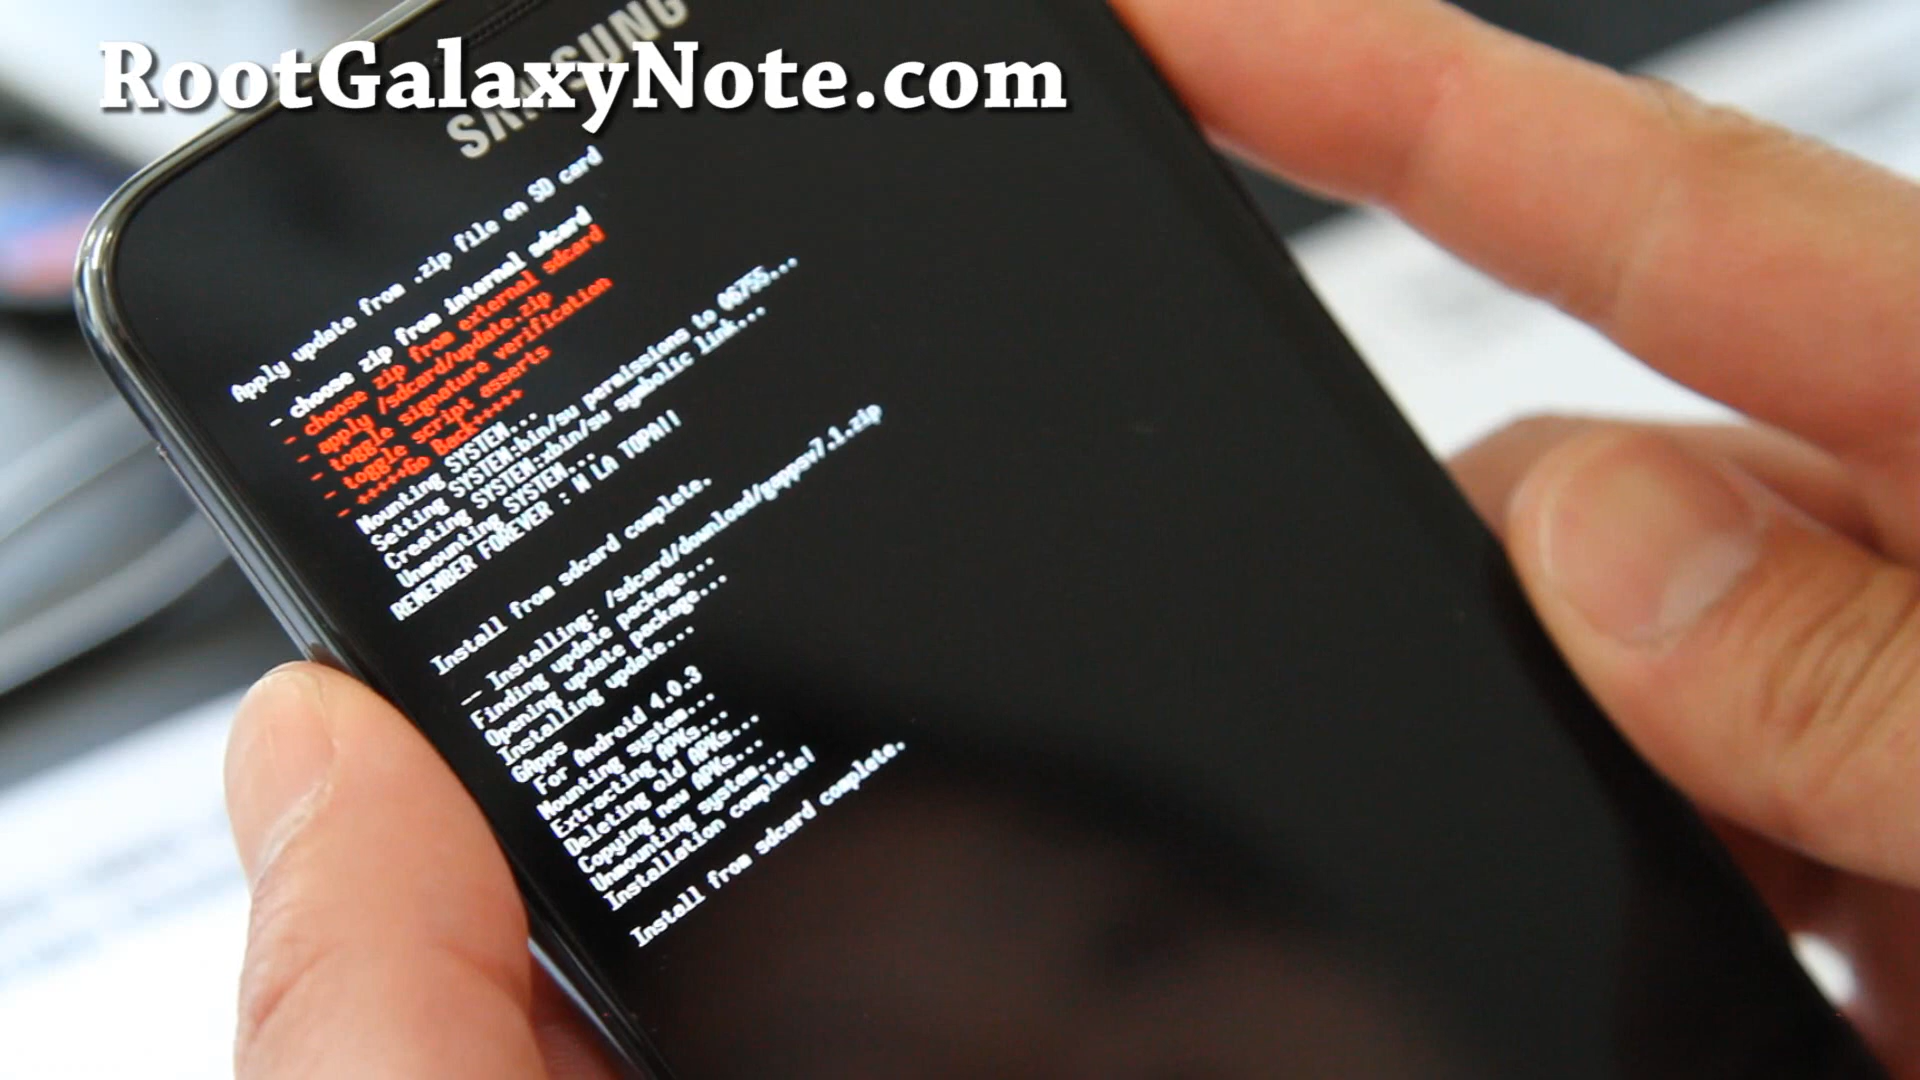 RootGalaxyNote.com
SAMSUNG
Apply update from .zip file on SD card
- choose zip from internal sdcard
- choose zip from external sdcard
- apply /sdcard/update.zip
- toggle signature verification
- toggle script asserts
- +++++Go Back+++++
Mounting SYSTEM...
Setting SYSTEM:bin/su permissions to 06755...
Creating SYSTEM:xbin/su symbolic link...
Unmounting SYSTEM...
REMEMBER FOREVER : W LA TOPA!!
Install from sdcard complete.
-- Installing: /sdcard/download/gappsv7.1.zip
Finding update package...
Opening update package...
Installing update...
GApps
For Android 4.0.3
Mounting system...
Extracting APKs...
Deleting old APKs...
Copying new APKs...
Unmounting system...
Installation complete!
Install from sdcard complete.